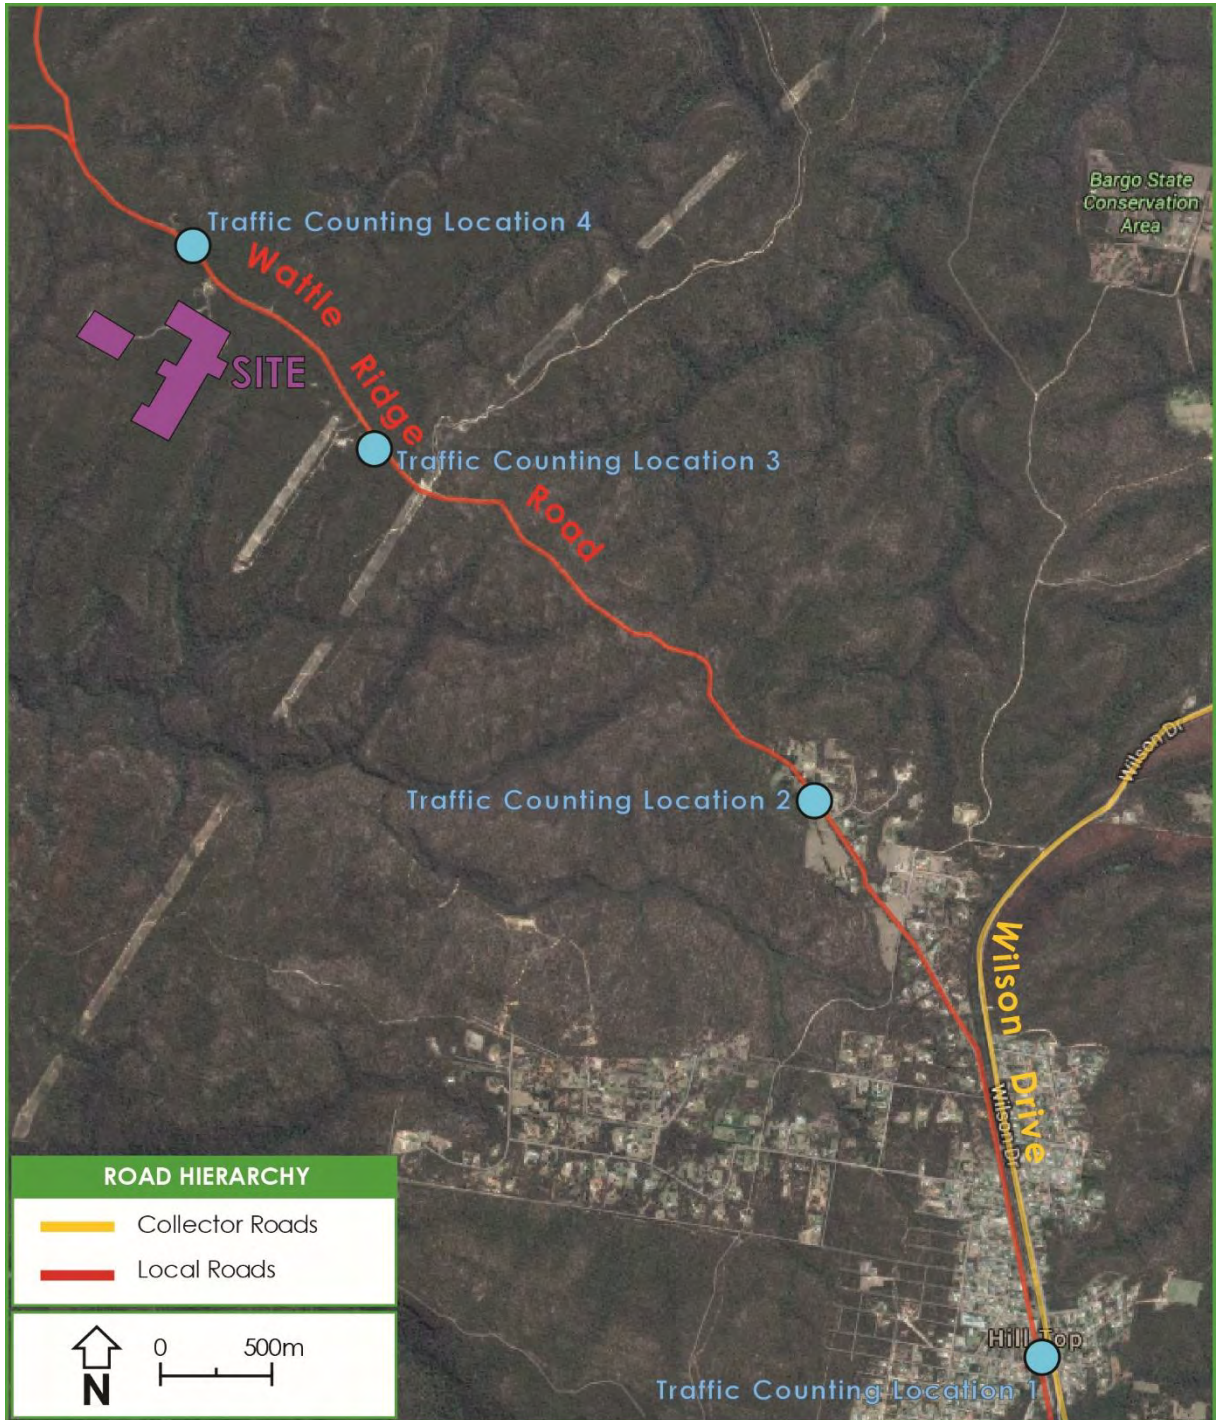 Bargo State
Conservation
Area
Traffic Counting Location 4
Wattle
Ridge
Road
SITE
Traffic Counting Location 3
Wilson Dr
Traffic Counting Location 2
Wilson Drive
Wilson Dr
Hill Top
Traffic Counting Location 1
ROAD HIERARCHY
Collector Roads
Local Roads
N
0 500m